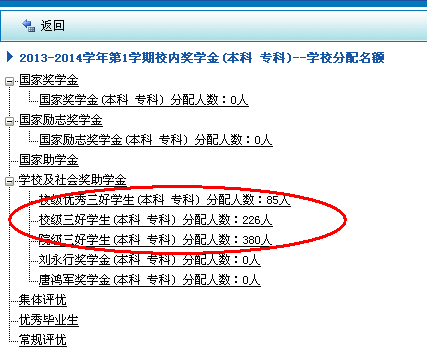 返回
2013-2014学年第1学期校内奖学金(本科 专科)--学校分配名额
国家奖学金
国家奖学金(本科 专科) 分配人数：0人
国家励志奖学金
国家励志奖学金(本科 专科) 分配人数：0人
国家助学金
学校及社会奖助学金
校级优秀三好学生(本科 专科) 分配人数：85人
校级三好学生(本科 专科) 分配人数：226人
院级三好学生(本科 专科) 分配人数：380人
刘永行奖学金(本科 专科) 分配人数：0人
唐鸿军奖学金(本科 专科) 分配人数：0人
集体评优
优秀毕业生
常规评优